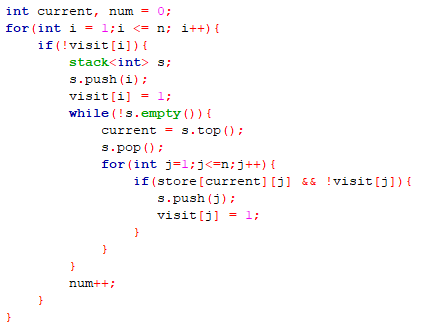 int current, num = 0;
for(int i = 1;i <= n; i++){
    if(!visit[i]){
        stack<int> s;
        s.push(i);
        visit[i] = 1;
        while(!s.empty()){
            current = s.top();
            s.pop();
            for(int j=1;j<=n;j++){
                if(store[current][j] && !visit[j]){
                   s.push(j);
                   visit[j] = 1;
                }
            }
        }
        num++;
    }
}